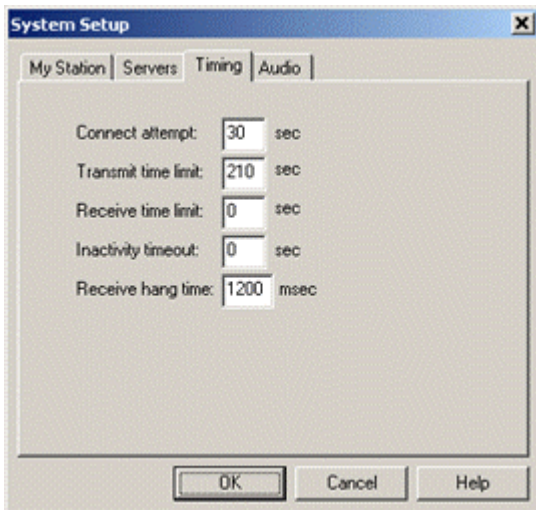 System Setup
My Station Servers Timing Audio
Connect attempt: 30 sec
Transmit time limit: 210 sec
Receive time limit: 0 sec
Inactivity timeout: 0 sec
Receive hang time: 1200 msec
OK Cancel Help